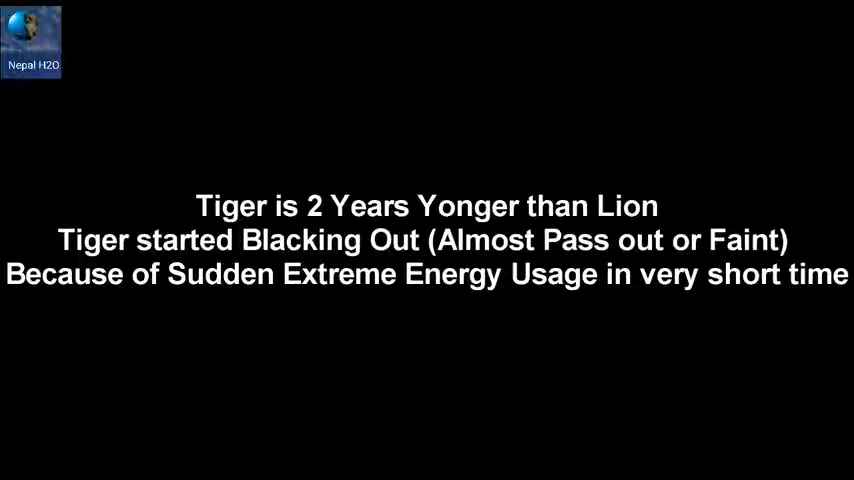 Nepal H2O
Tiger is 2 Years Yonger than Lion
Tiger started Blacking Out (Almost Pass out or Faint)
Because of Sudden Extreme Energy Usage in very short time